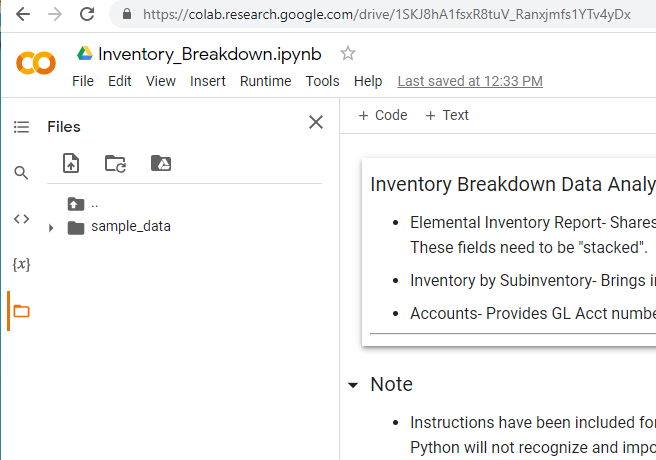 https://colab.research.google.com/drive/1SKJ8hA1fsxR8tuV_Ranxjmfs1YTv4yDx
Inventory_Breakdown.ipynb
File Edit View Insert Runtime Tools Help Last saved at 12:33 PM
Files
+ Code + Text
..
sample_data
{x}
Inventory Breakdown Data Analy
• Elemental Inventory Report- Shares
These fields need to be "stacked".
• Inventory by Subinventory- Brings i
• Accounts- Provides GL Acct numbe
Note
• Instructions have been included for
Python will not recognize and impo